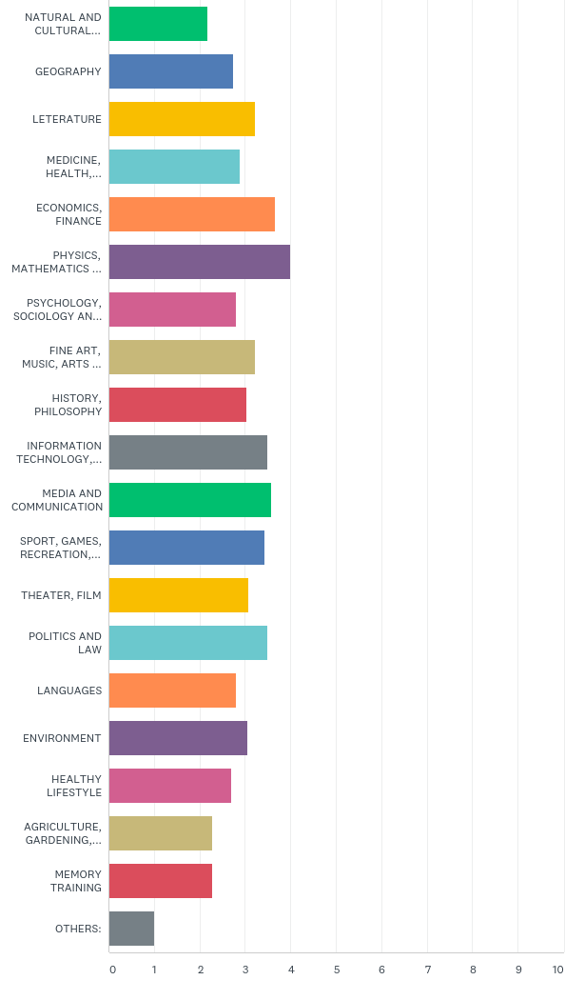 NATURAL AND
CULTURAL...
GEOGRAPHY
LETERATURE
MEDICINE,
HEALTH,...
ECONOMICS,
FINANCE
PHYSICS,
MATHEMATICS ...
PSYCHOLOGY,
SOCIOLOGY AN...
FINE ART,
MUSIC, ARTS ...
HISTORY,
PHILOSOPHY
INFORMATION
TECHNOLOGY,...
MEDIA AND
COMMUNICATION
SPORT, GAMES,
RECREATION,...
THEATER, FILM
POLITICS AND
LAW
LANGUAGES
ENVIRONMENT
HEALTHY
LIFESTYLE
AGRICULTURE,
GARDENING,...
MEMORY
TRAINING
OTHERS:
0 1 2 3 4 5 6 7 8 9 10